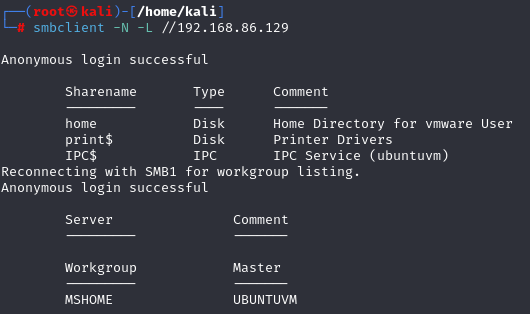 ┌──(root㉿kali)-[/home/kali]
└─# smbclient -N -L //192.168.86.129
Anonymous login successful
Sharename Type Comment
--------- ---- -------
home Disk Home Directory for vmware User
print$ Disk Printer Drivers
IPC$ IPC IPC Service (ubuntuvm)
Reconnecting with SMB1 for workgroup listing.
Anonymous login successful
Server Comment
--------- -------
Workgroup Master
--------- -------
MSHOME UBUNTUVM